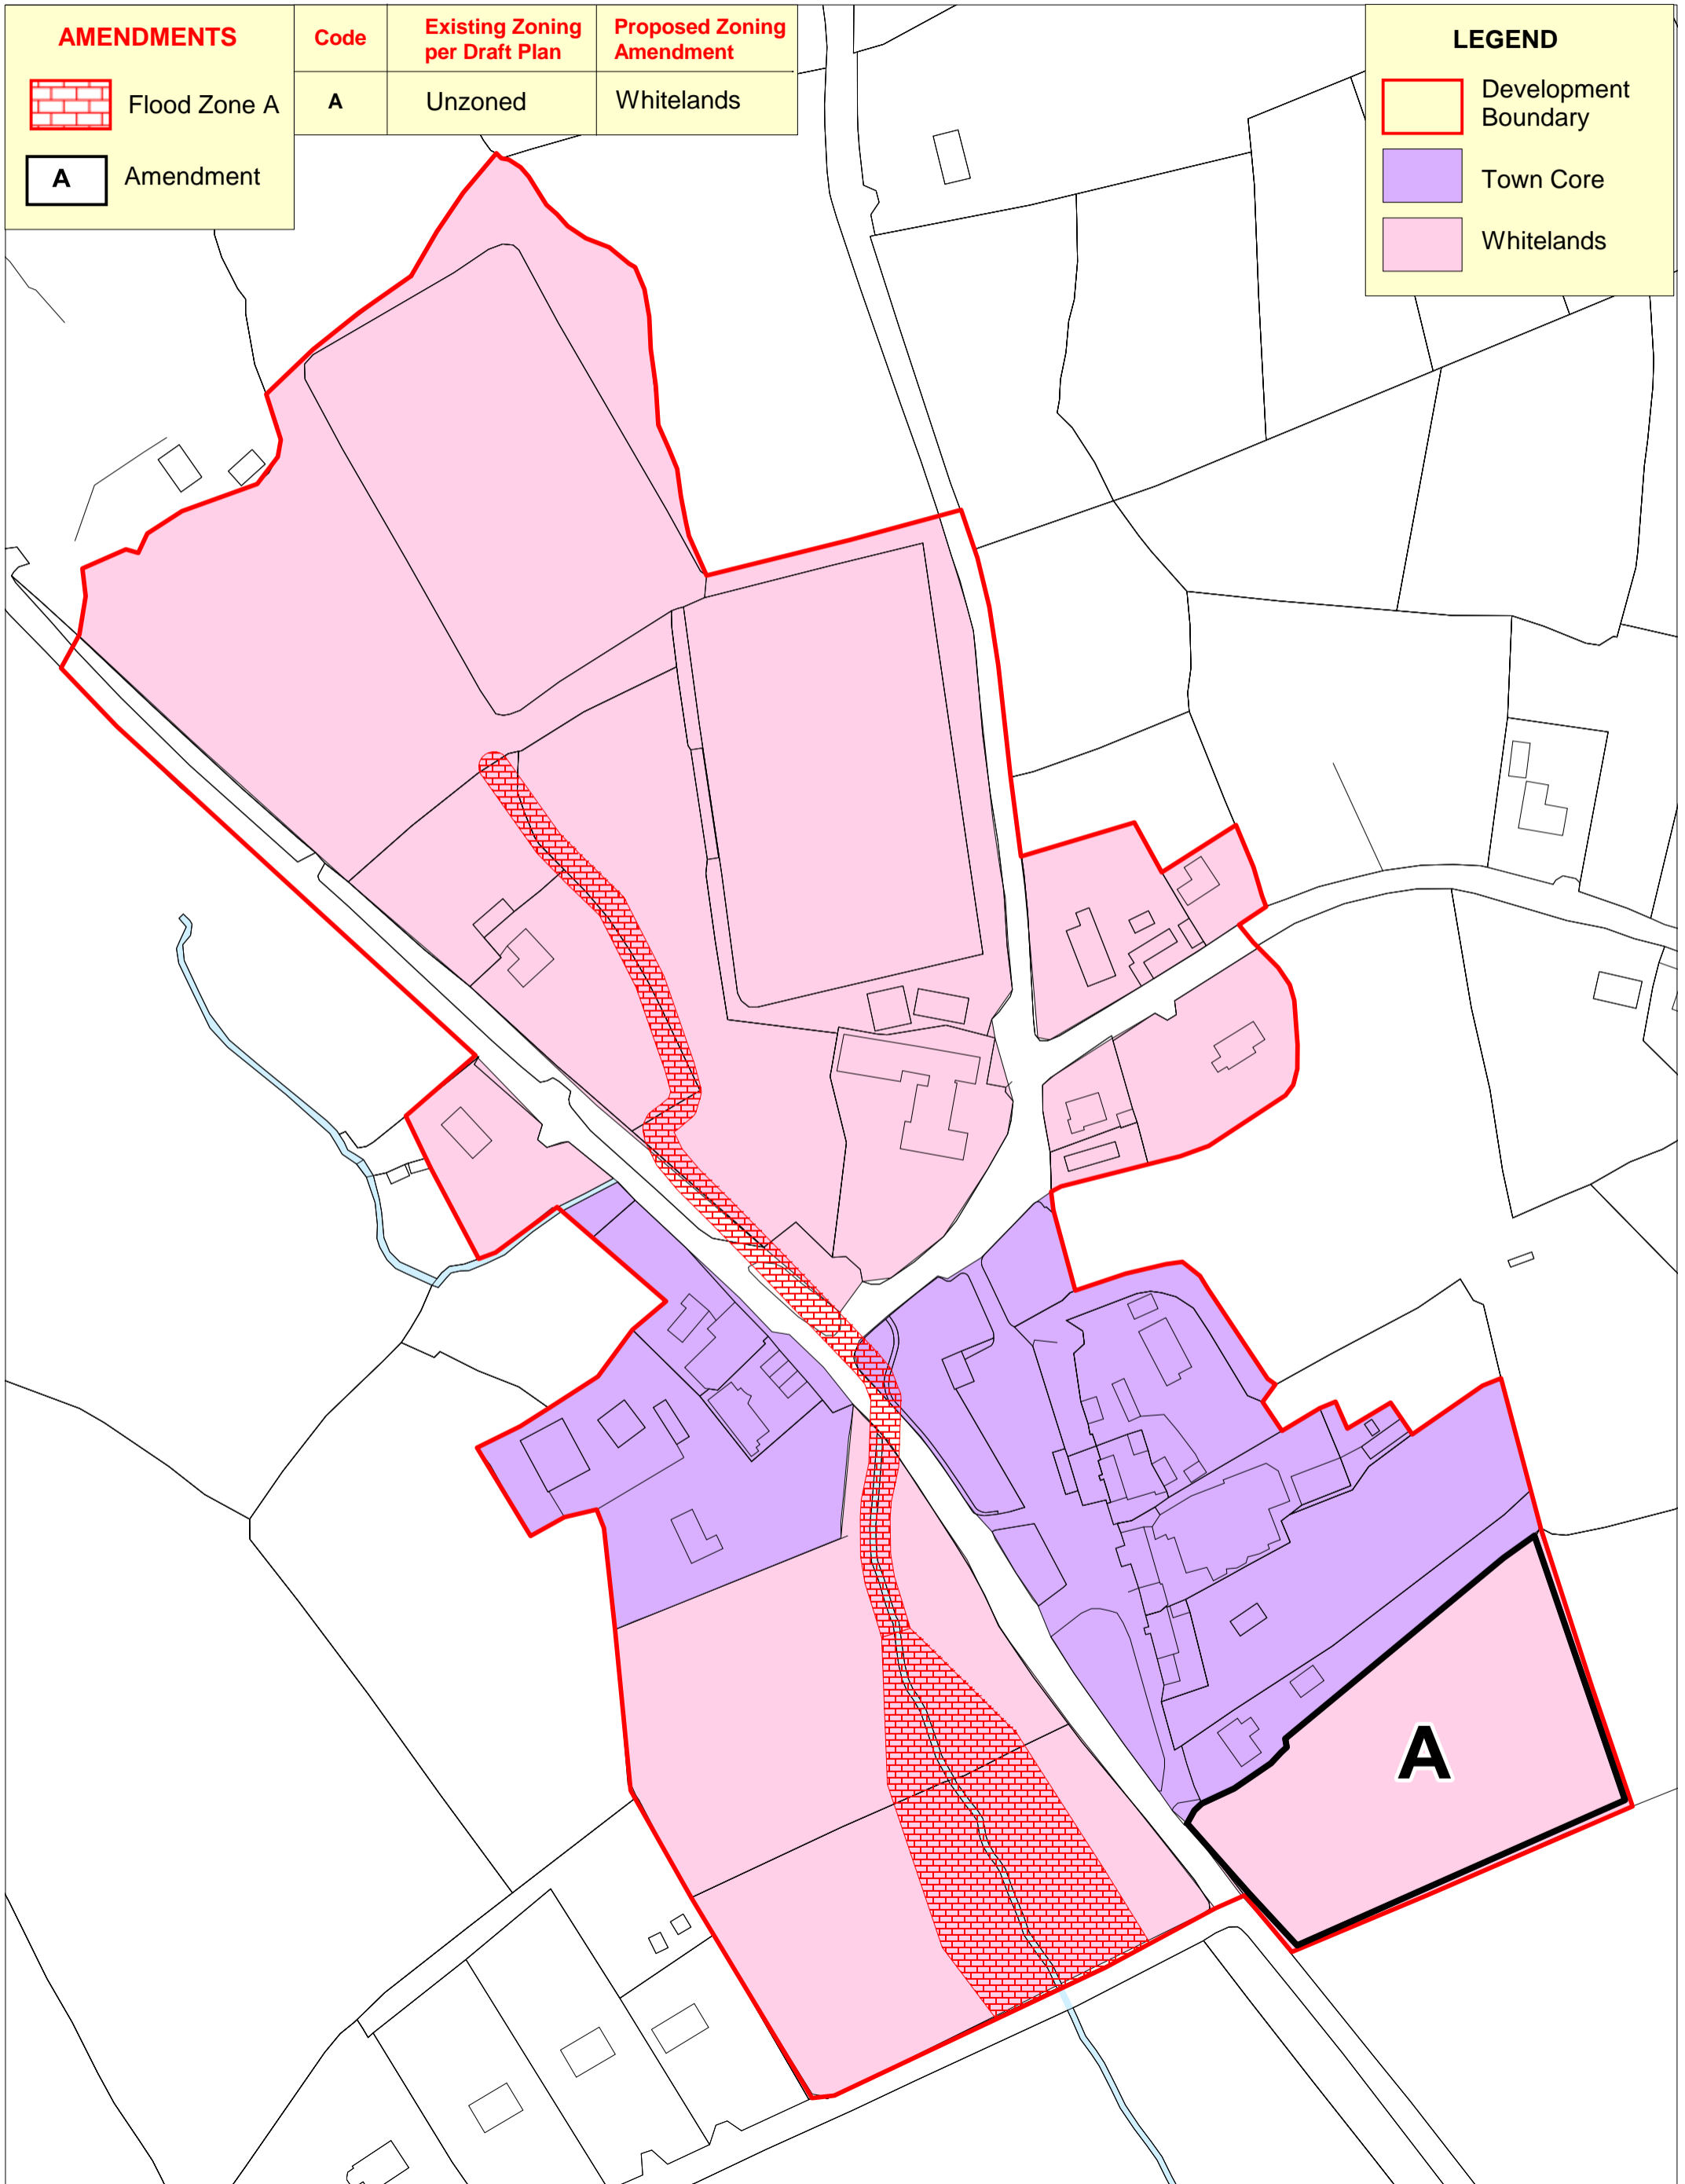 AMENDMENTS
Flood Zone A
A Amendment
Code Existing Zoning per Draft Plan Proposed Zoning Amendment
A Unzoned Whitelands
LEGEND
Development
Boundary
Town Core
Whitelands
A